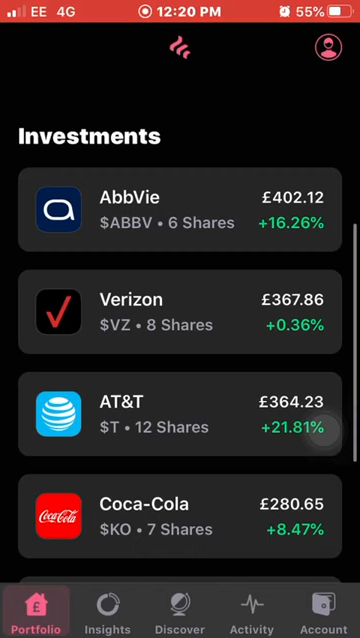 EE 4G 12:20 PM 55%
Investments
AbbVie £402.12
$ABBV • 6 Shares +16.26%
Verizon £367.86
$VZ • 8 Shares +0.36%
AT&T £364.23
$T • 12 Shares +21.81%
Coca-Cola £280.65
Coca-Cola
$KO • 7 Shares +8.47%
£
Portfolio Insights Discover Activity Account